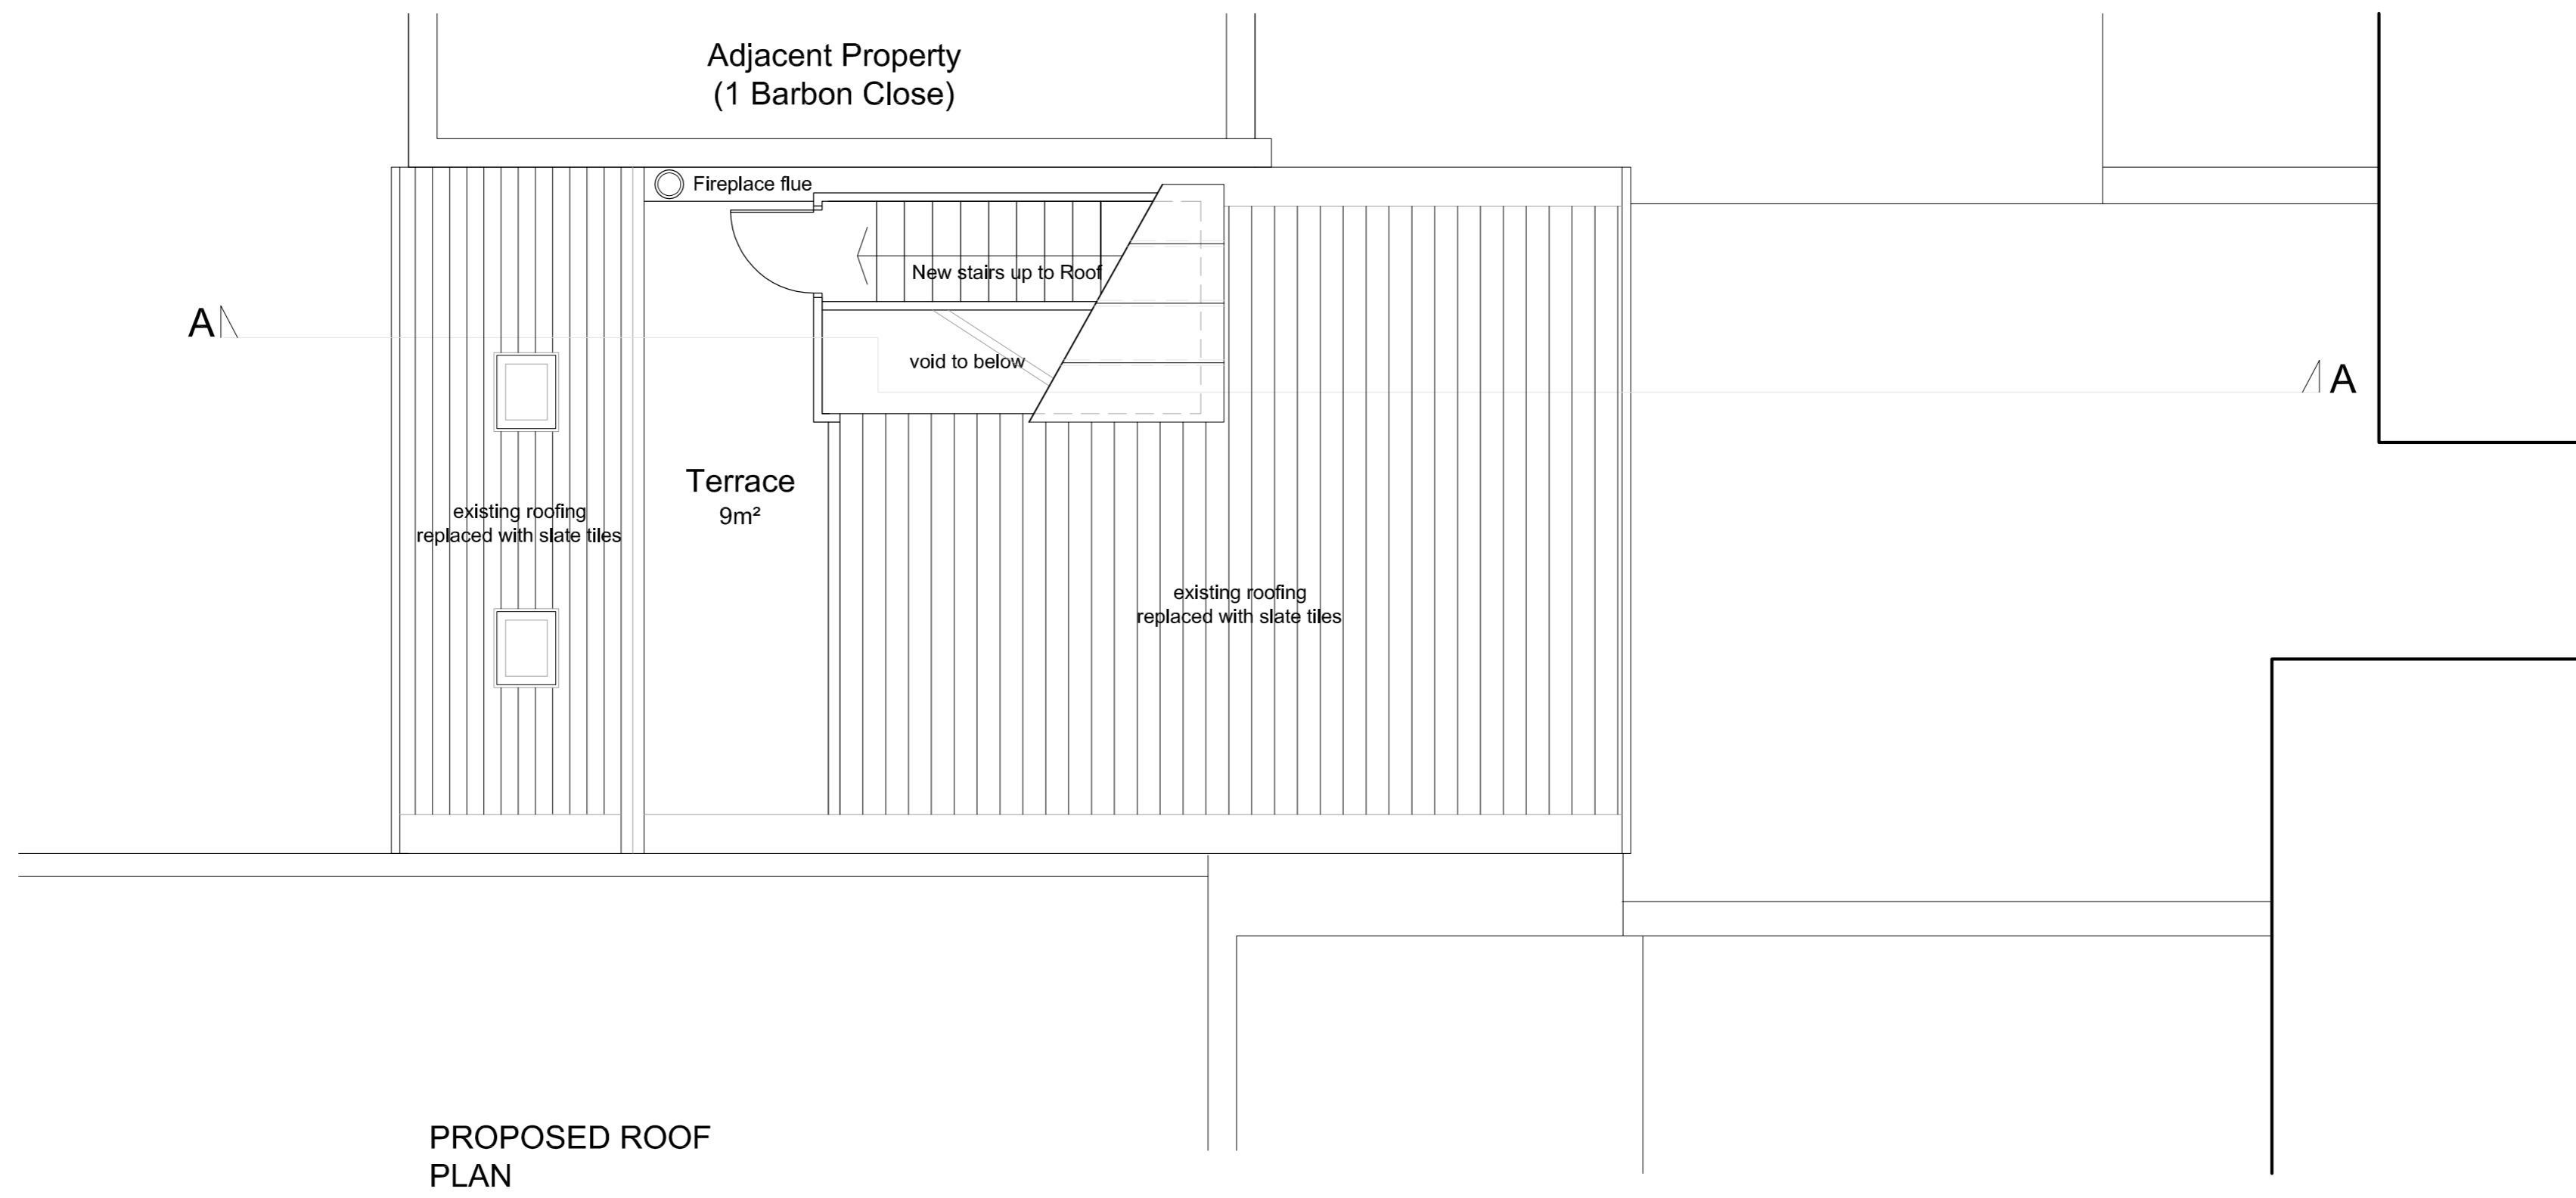 Adjacent Property
(1 Barbon Close)
Fireplace flue
New stairs up to Roof
A
void to below
A
Terrace
9m²
existing roofing
replaced with slate tiles
existing roofing
replaced with slate tiles
PROPOSED ROOF
PLAN